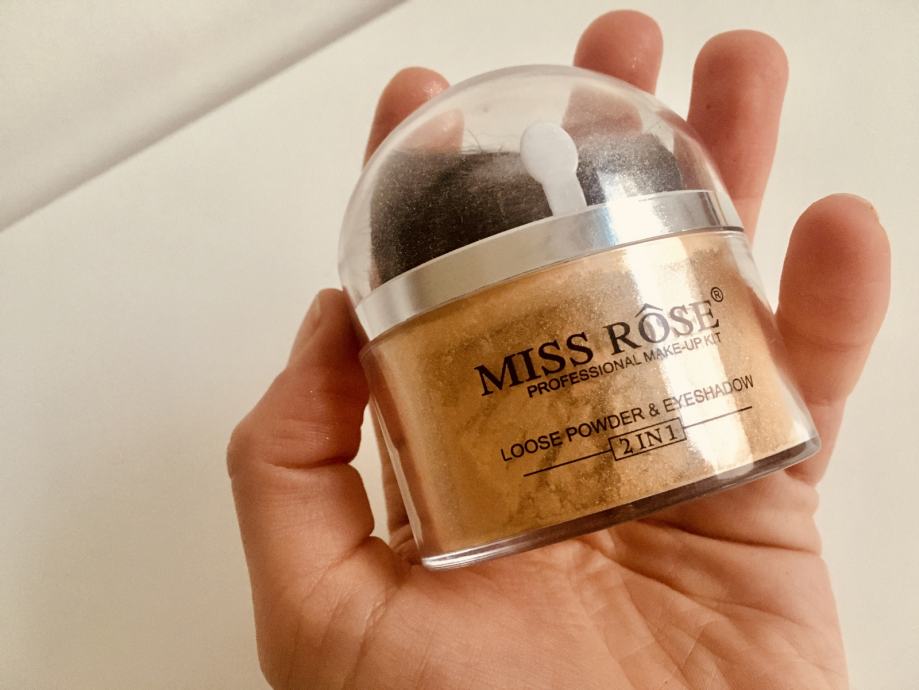 MISS RÔSE®
PROFESSIONAL MAKE-UP KIT
LOOSE POWDER & EYESHADOW
2 IN 1